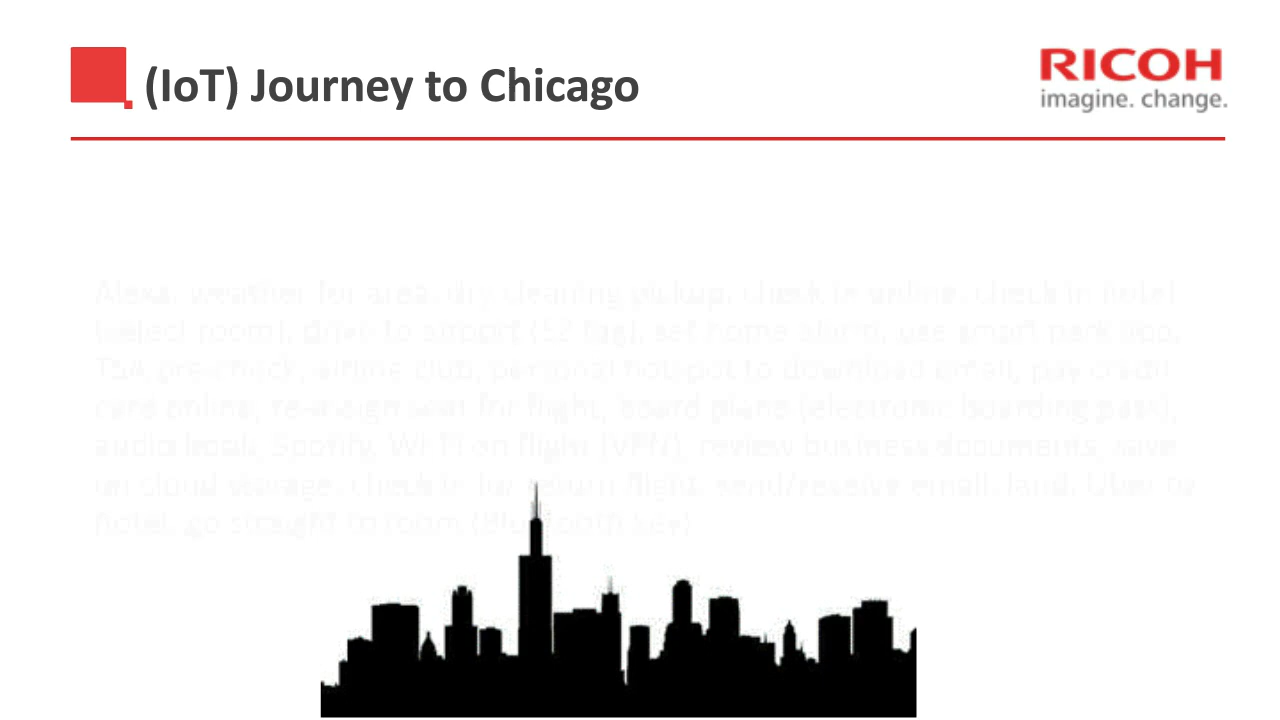 (IoT) Journey to Chicago
RICOH
imagine. change.
Alexa, weather for area, dry cleaning pickup, check in online, check in hotel
(select room), drive to airport (EZ Tag), set home alarm, use smart park app,
TSA pre-check, airline club, personal hotspot to download email, pay credit
card online, re-assign seat for flight, board plane (electronic boarding pass),
audio book, Spotify, Wi-Fi on flight (VPN), review business documents, save
on cloud storage, check in for return flight, send/receive email, land, Uber to
hotel, go straight to room (Bluetooth key)